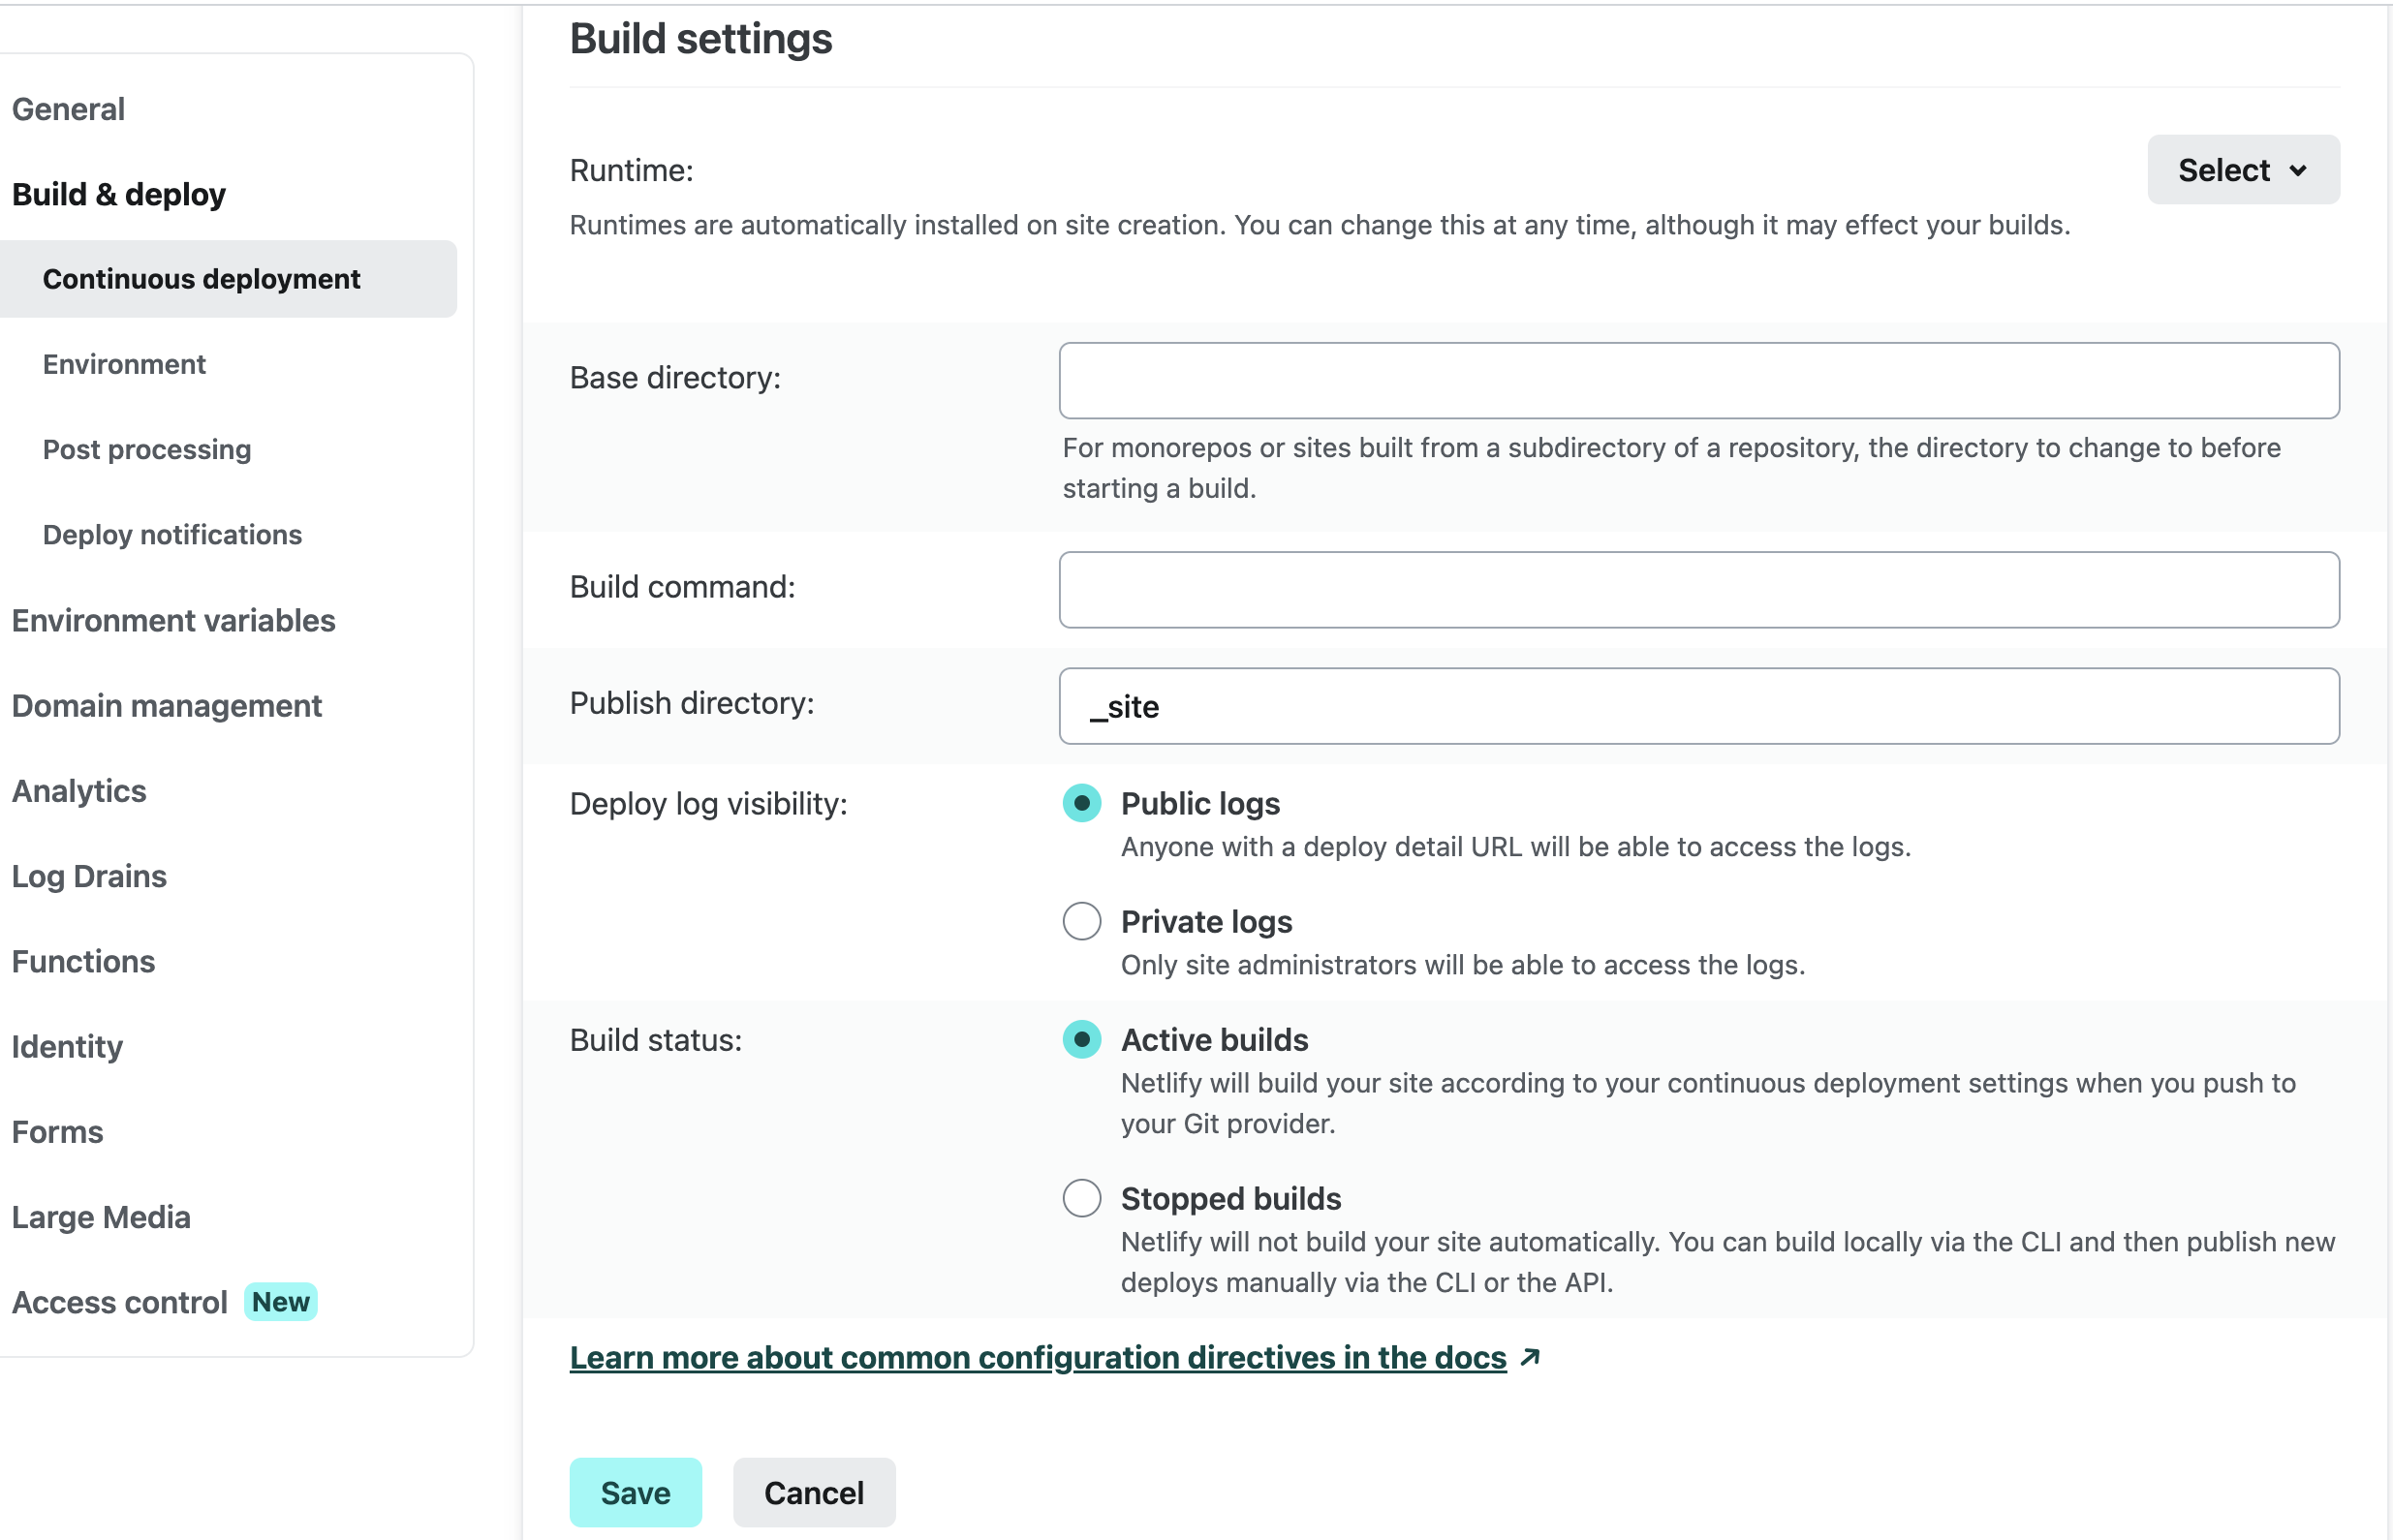 General
Build & deploy
Continuous deployment
Environment
Post processing
Deploy notifications
Environment variables
Domain management
Analytics
Log Drains
Functions
Identity
Forms
Large Media
Access control New
Build settings
Runtime:
Select
Runtimes are automatically installed on site creation. You can change this at any time, although it may effect your builds.
Base directory:
For monorepos or sites built from a subdirectory of a repository, the directory to change to before
starting a build.
Build command:
Publish directory:
_site
Deploy log visibility:
Public logs
Anyone with a deploy detail URL will be able to access the logs.
Private logs
Only site administrators will be able to access the logs.
Build status:
Active builds
Netlify will build your site according to your continuous deployment settings when you push to
your Git provider.
Stopped builds
Netlify will not build your site automatically. You can build locally via the CLI and then publish new
deploys manually via the CLI or the API.
Learn more about common configuration directives in the docs
Save
Cancel